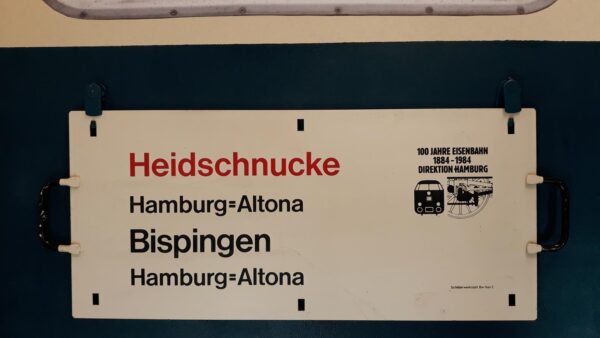 Heidschnucke
Hamburg=Altona
Bispingen
Hamburg=Altona
100 JAHRE EISENBAHN
1884-1984
DIREKTION HAMBURG